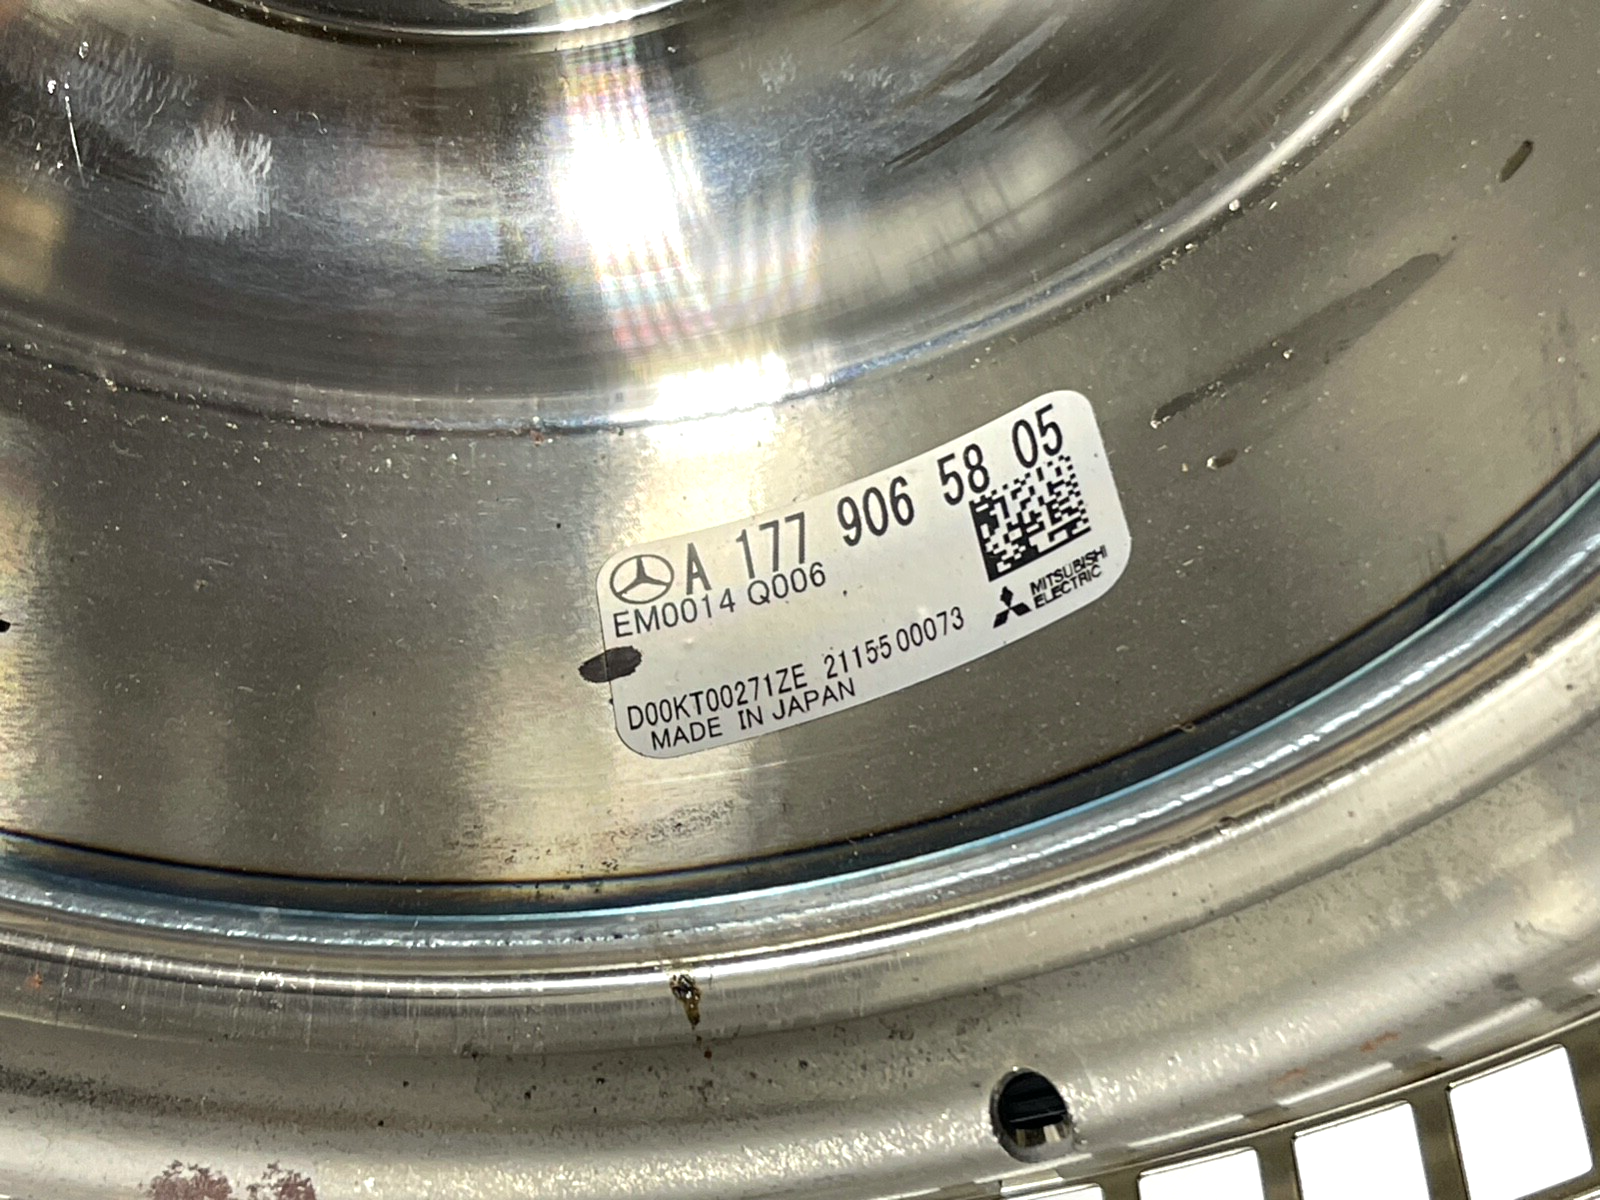 A 177 906 58 05
EM0014 Q006
MITSUBISHI
ELECTRIC
D00KT00271ZE 21155 00073
MADE IN JAPAN